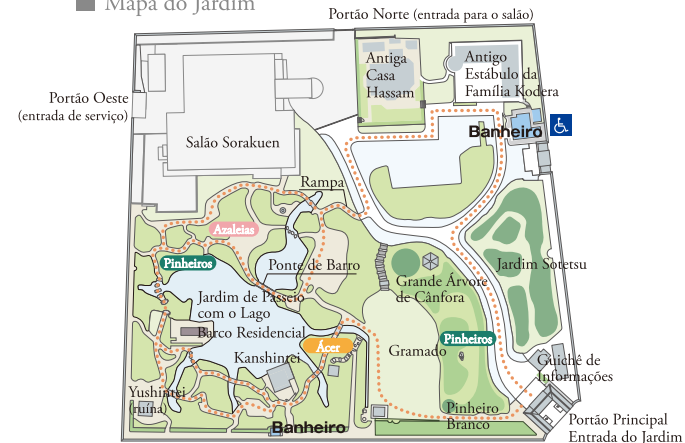 Mapa do Jardim
Portão Norte (entrada para o salão)
Antiga
Casa
Hassam
Antigo
Estábulo da
Família Kodera
Portão Oeste
(entrada de serviço)
Banheiro
Salão Sorakuen
Rampa
Azaleias
Pinheiros
Ponte de Barro
Jardim Sotetsu
Grande Árvore
de Cânfora
Jardim de Passeio
com o Lago
Barco Residencial
Pinheiros
Ácer
Gramado
Kanshintei
Guichê de
Informações
Yushintei
(ruína)
Pinheiro
Branco
Banheiro
Portão Principal
Entrada do Jardim